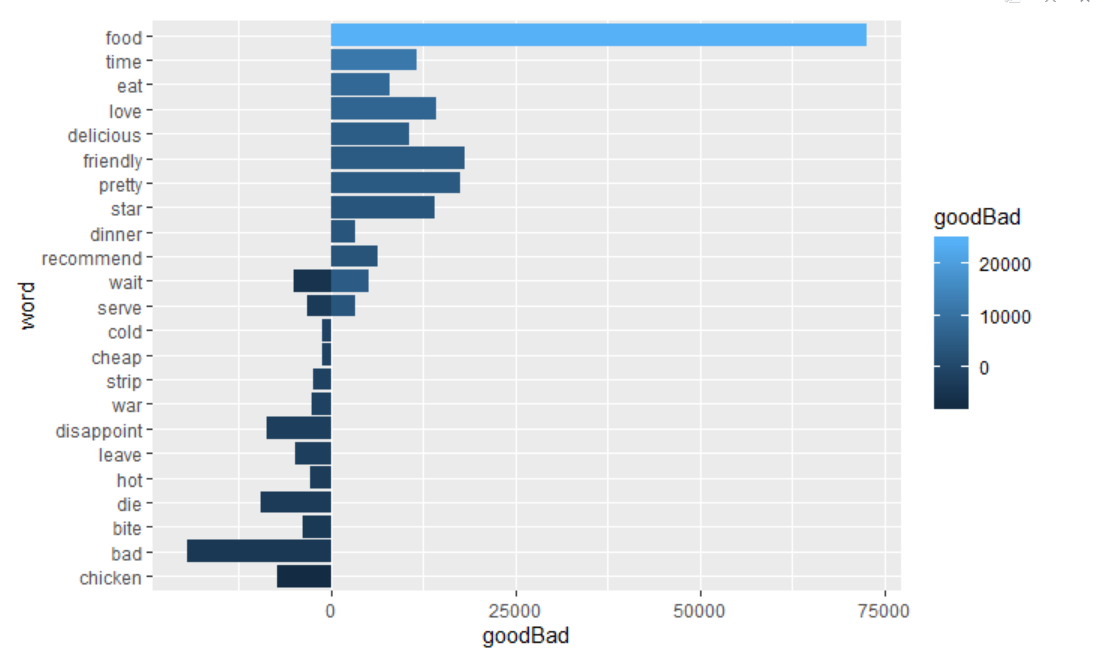 food
time
eat
love
delicious
friendly
pretty
star
dinner
recommend
wait
serve
cold
cheap
strip
war
disappoint
leave
hot
die
bite
bad
chicken
word
0 25000 50000 75000
goodBad
goodBad
20000
10000
0